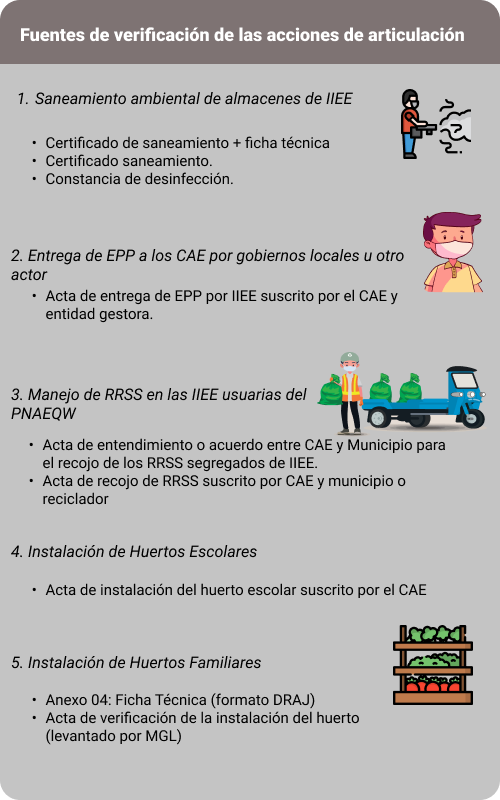 Fuentes de verificación de las acciones de articulación
1. Saneamiento ambiental de almacenes de IIEE
• Certificado de saneamiento + ficha técnica
• Certificado saneamiento.
• Constancia de desinfección.
2. Entrega de EPP a los CAE por gobiernos locales u otro
actor
• Acta de entrega de EPP por IIEE suscrito por el CAE y
entidad gestora.
3. Manejo de RRSS en las IIEE usuarias del
PNAEQW
• Acta de entendimiento o acuerdo entre CAE y Municipio para
el recojo de los RRSS segregados de IIEE.
• Acta de recojo de RRSS suscrito por CAE y municipio o
reciclador
4. Instalación de Huertos Escolares
• Acta de instalación del huerto escolar suscrito por el CAE
5. Instalación de Huertos Familiares
• Anexo 04: Ficha Técnica (formato DRAJ)
• Acta de verificación de la instalación del huerto
(levantado por MGL)